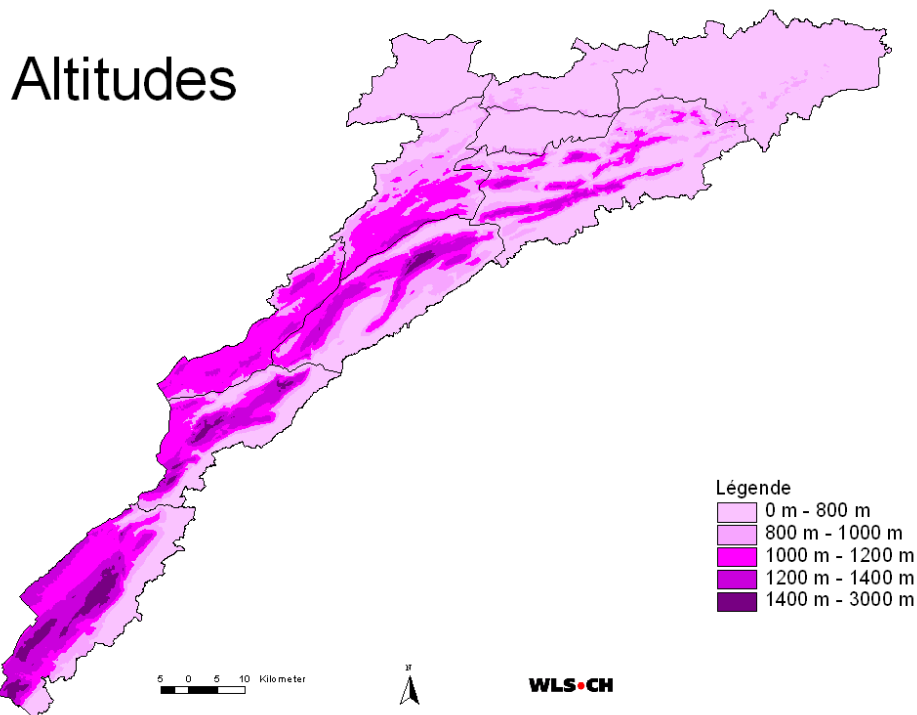 Altitudes
Légende
0 m - 800 m
800 m - 1000 m
1000 m - 1200 m
1200 m - 1400 m
1400 m - 3000 m
5 0 5 10 Kilometer
N
WLS•CH